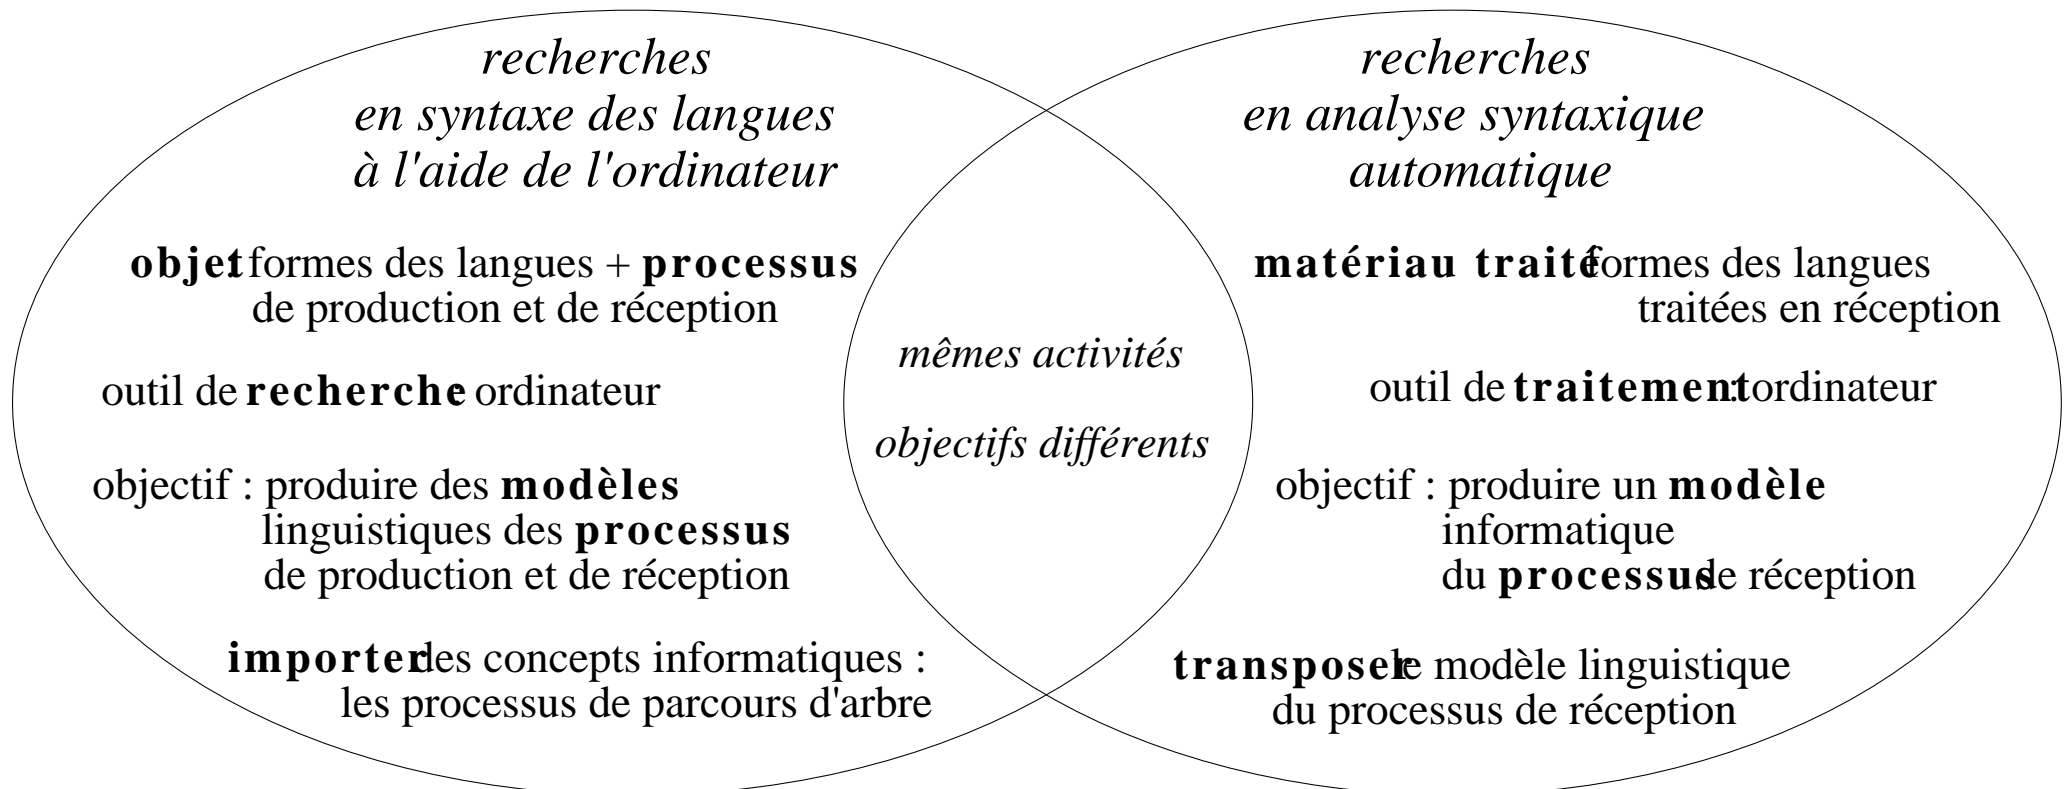 recherches
en syntaxe des langues
à l'aide de l'ordinateur
objet : formes des langues + processus
de production et de réception
outil de recherche : ordinateur
objectif : produire des modèles
linguistiques des processus
de production et de réception
importer des concepts informatiques :
les processus de parcours d'arbre
mêmes activités
objectifs différents
recherches
en analyse syntaxique
automatique
matériau traité formes des langues
traitées en réception
outil de traitement : ordinateur
objectif : produire un modèle
informatique
du processus de réception
transposer le modèle linguistique
du processus de réception